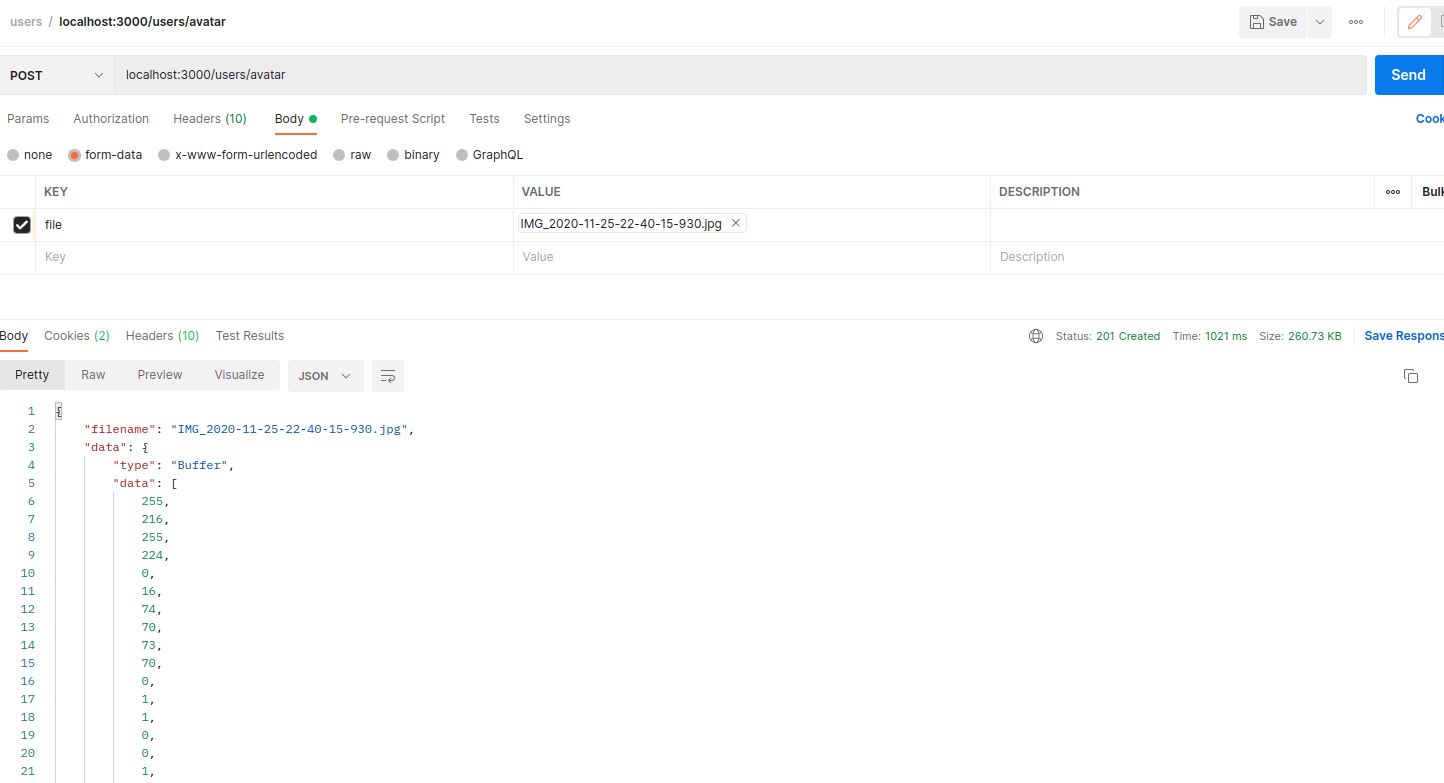 users / localhost:3000/users/avatar
Save
POST localhost:3000/users/avatar Send
Params Authorization Headers (10) Body Pre-request Script Tests Settings
none form-data x-www-form-urlencoded raw binary GraphQL
KEY VALUE DESCRIPTION
file IMG_2020-11-25-22-40-15-930.jpg
Key Value Description
Body Cookies (2) Headers (10) Test Results Status: 201 Created Time: 1021 ms Size: 260.73 KB Save Respons
Pretty Raw Preview Visualize JSON
1 {
2 "filename": "IMG_2020-11-25-22-40-15-930.jpg",
3 "data": {
4 "type": "Buffer",
5 "data": [
6 255,
7 216,
8 255,
9 224,
10 0,
11 16,
12 74,
13 70,
14 73,
15 70,
16 0,
17 1,
18 1,
19 0,
20 0,
21 1,